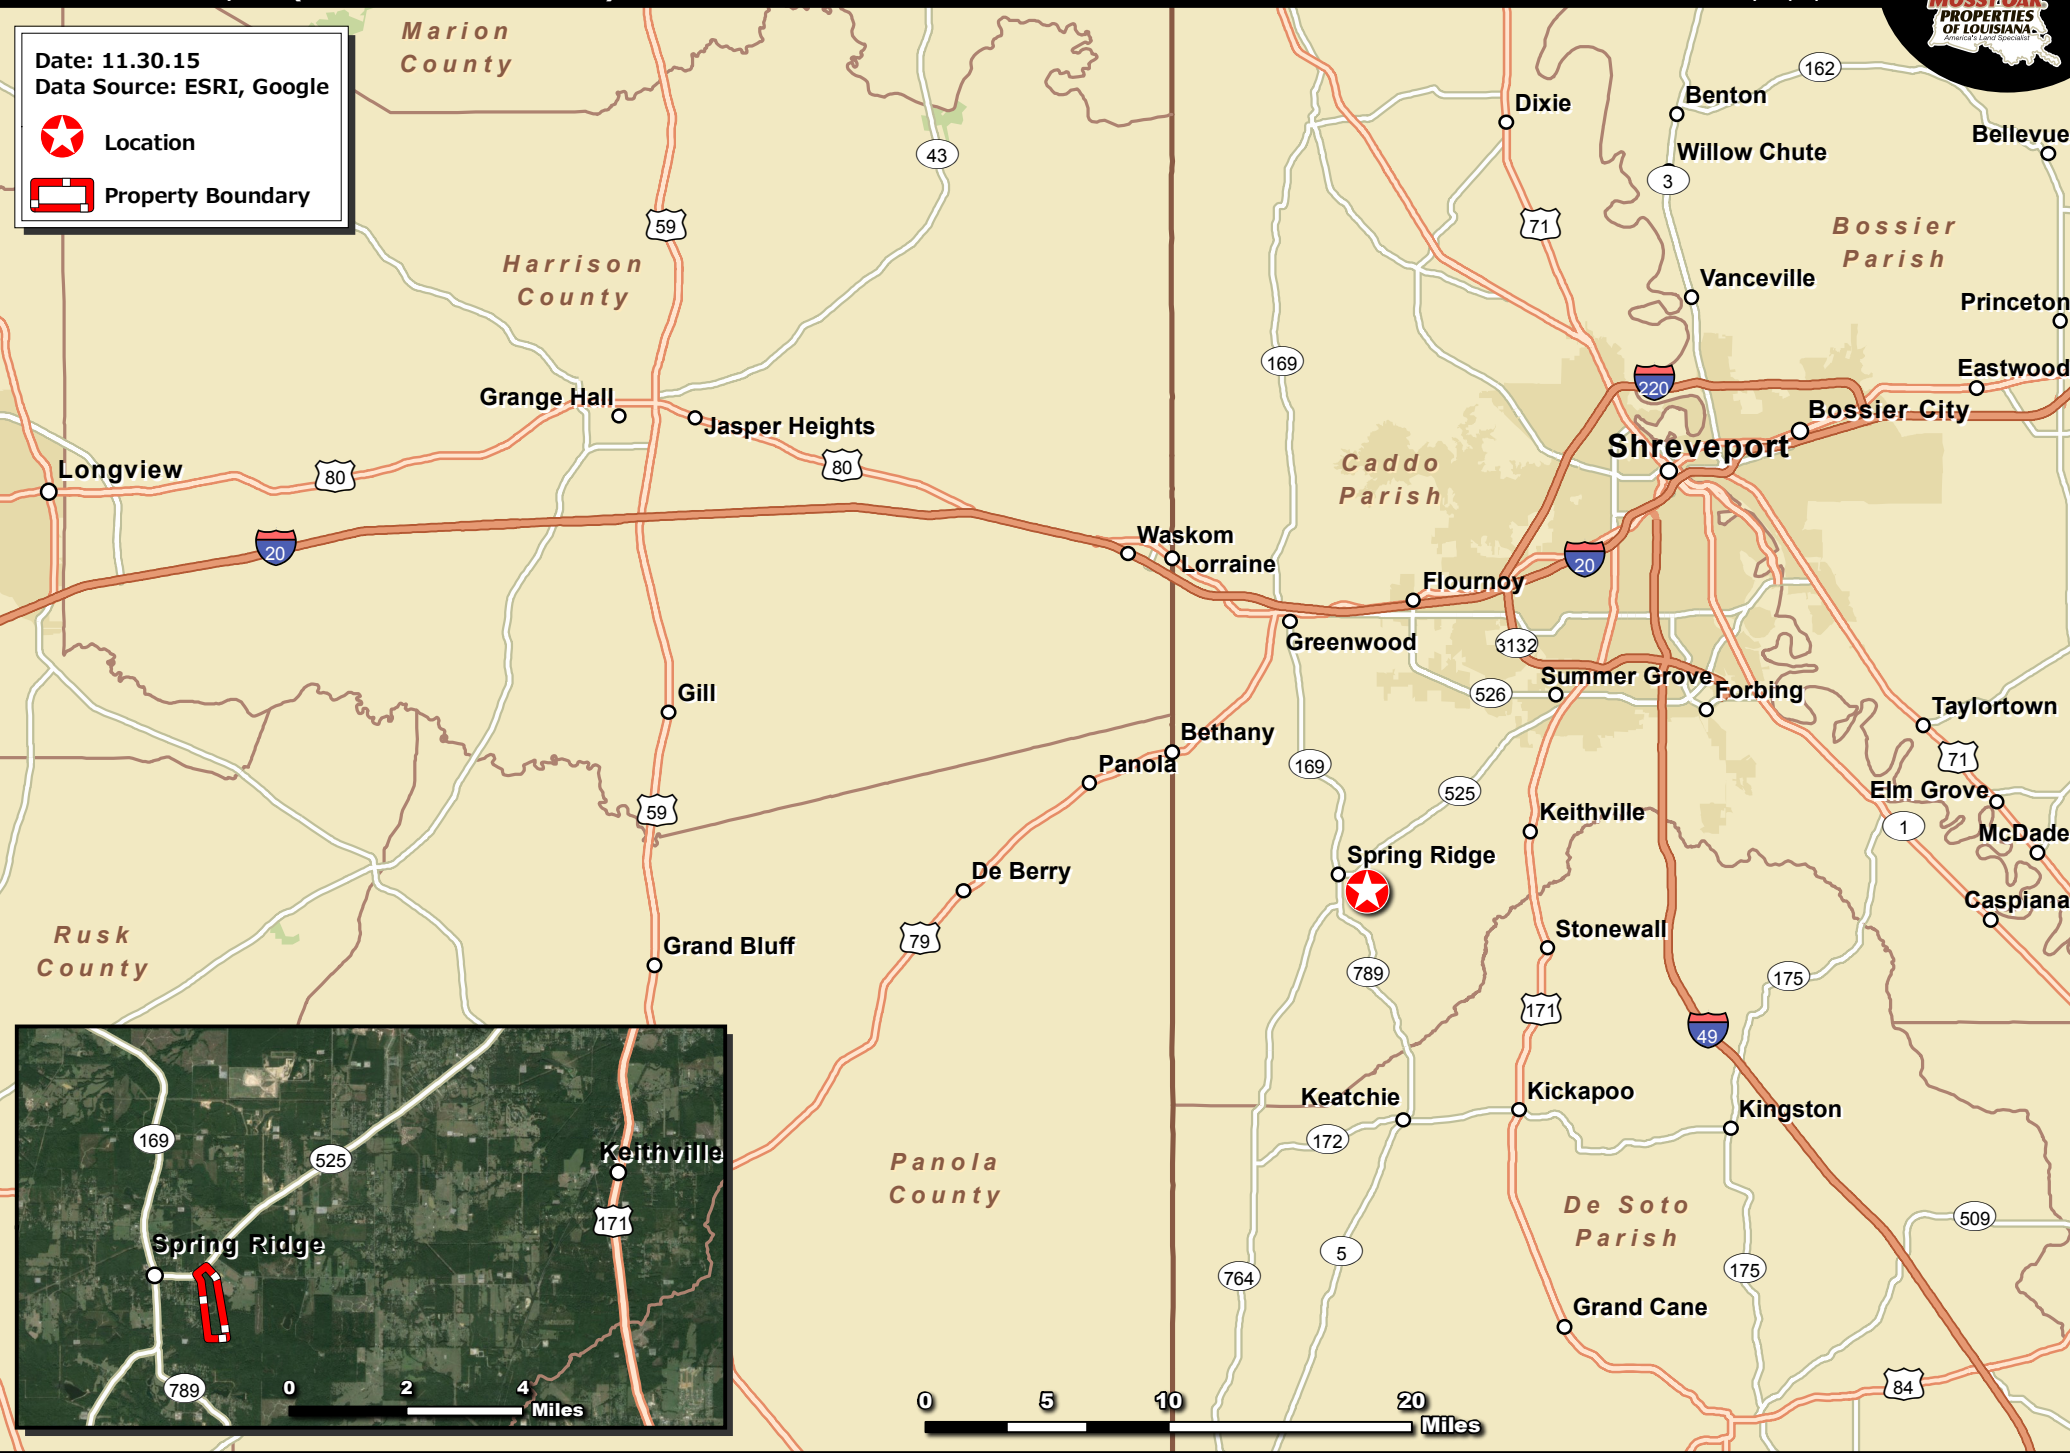 MOSSY OAK
PROPERTIES
OF LOUISIANA
America's Land Specialist
Date: 11.30.15
Data Source: ESRI, Google
Location
Property Boundary
Marion
County
162
Dixie
Benton
Bellevue
43
Willow Chute
3
59
71
Bossier
Parish
Harrison
County
Vanceville
Princeton
169
Eastwood
220
Grange Hall
Bossier City
Jasper Heights
Shreveport
Longview
80
80
Caddo
Parish
20
Waskom
Lorraine
20
Flournoy
Greenwood
3132
Summer Grove
526
Forbing
Gill
Taylortown
Bethany
71
Panola
169
525
Elm Grove
59
Keithville
1
McDade
Spring Ridge
De Berry
Caspiana
Rusk
County
79
Stonewall
Grand Bluff
789
175
171
49
Keatchie
Kickapoo
Kingston
172
Panola
County
De Soto
Parish
509
5
764
175
Grand Cane
84
0
5
10
20
Miles
169
525
Keithville
171
Spring Ridge
789
0
2
4
Miles